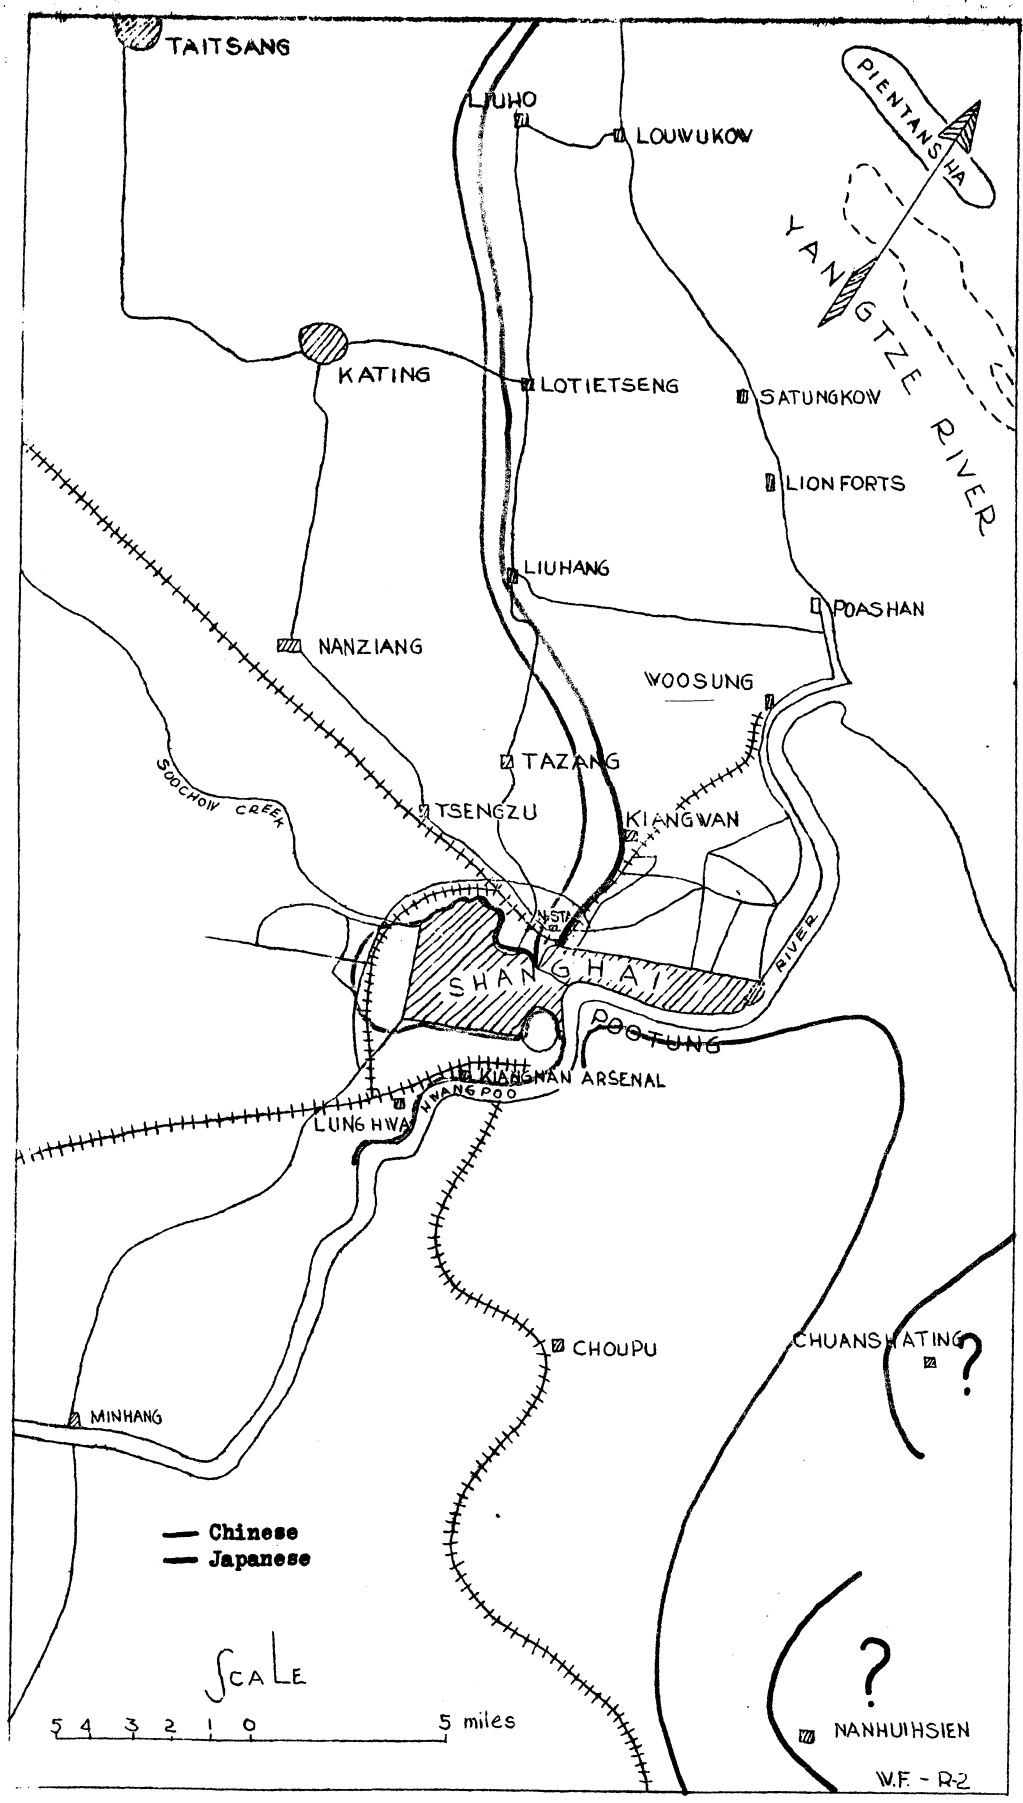 TAITSANG
LIUHO
LOUWUKOW
PIENTANSHA
YANGTZE RIVER
KATING
LOTIETSENG
SATUNGKOW
LION FORTS
LIUHANG
POASHAN
NANZIANG
WOOSUNG
TAZANG
SOOCHOW CREEK
TSENGZU
KIANGWAN
N-STA
SHANGHAI
RIVER
POOTUNG
KIANGNAN ARSENAL
HWANGPOO
LUNGHWA
CHOUPU
CHUANSHATING
?
MINHANG
Chinese
Japanese
?
SCALE
5 4 3 2 1 0 5 miles
NANHUIHSIEN
W.F. - R-2